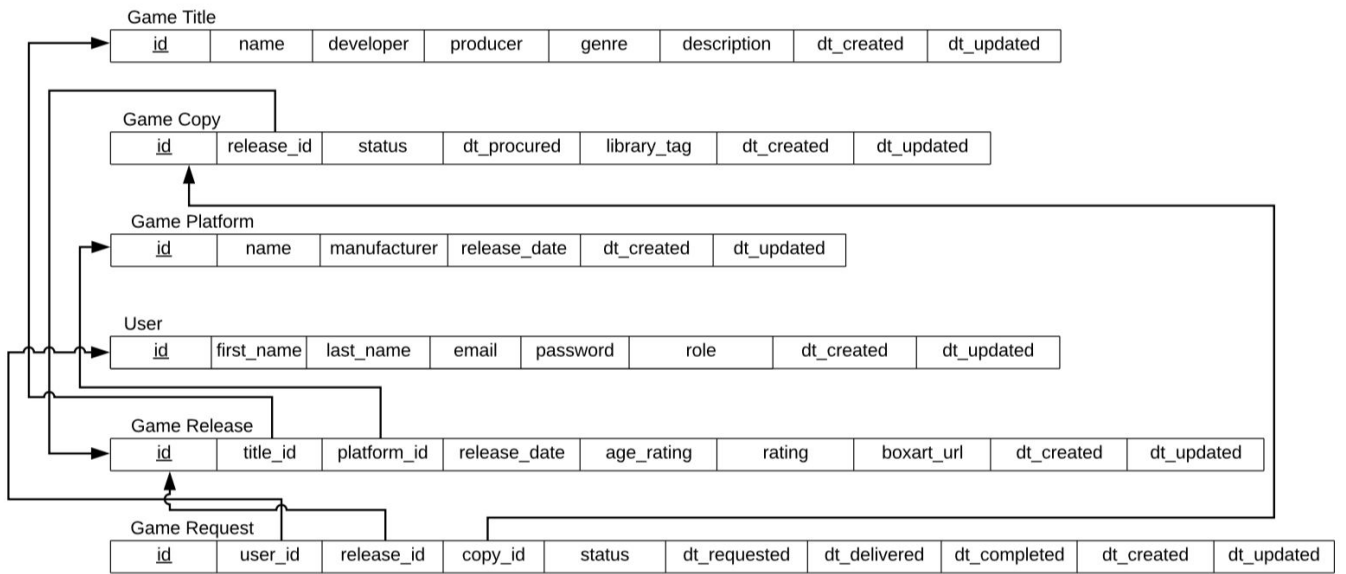 Game Title
id name developer producer genre description dt_created dt_updated
Game Copy
id release_id status dt_procured library_tag dt_created dt_updated
Game Platform
id name manufacturer release_date dt_created dt_updated
User
id first_name last_name email password role dt_created dt_updated
Game Release
id title_id platform_id release_date age_rating rating boxart_url dt_created dt_updated
Game Request
id user_id release_id copy_id status dt_requested dt_delivered dt_completed dt_created dt_updated